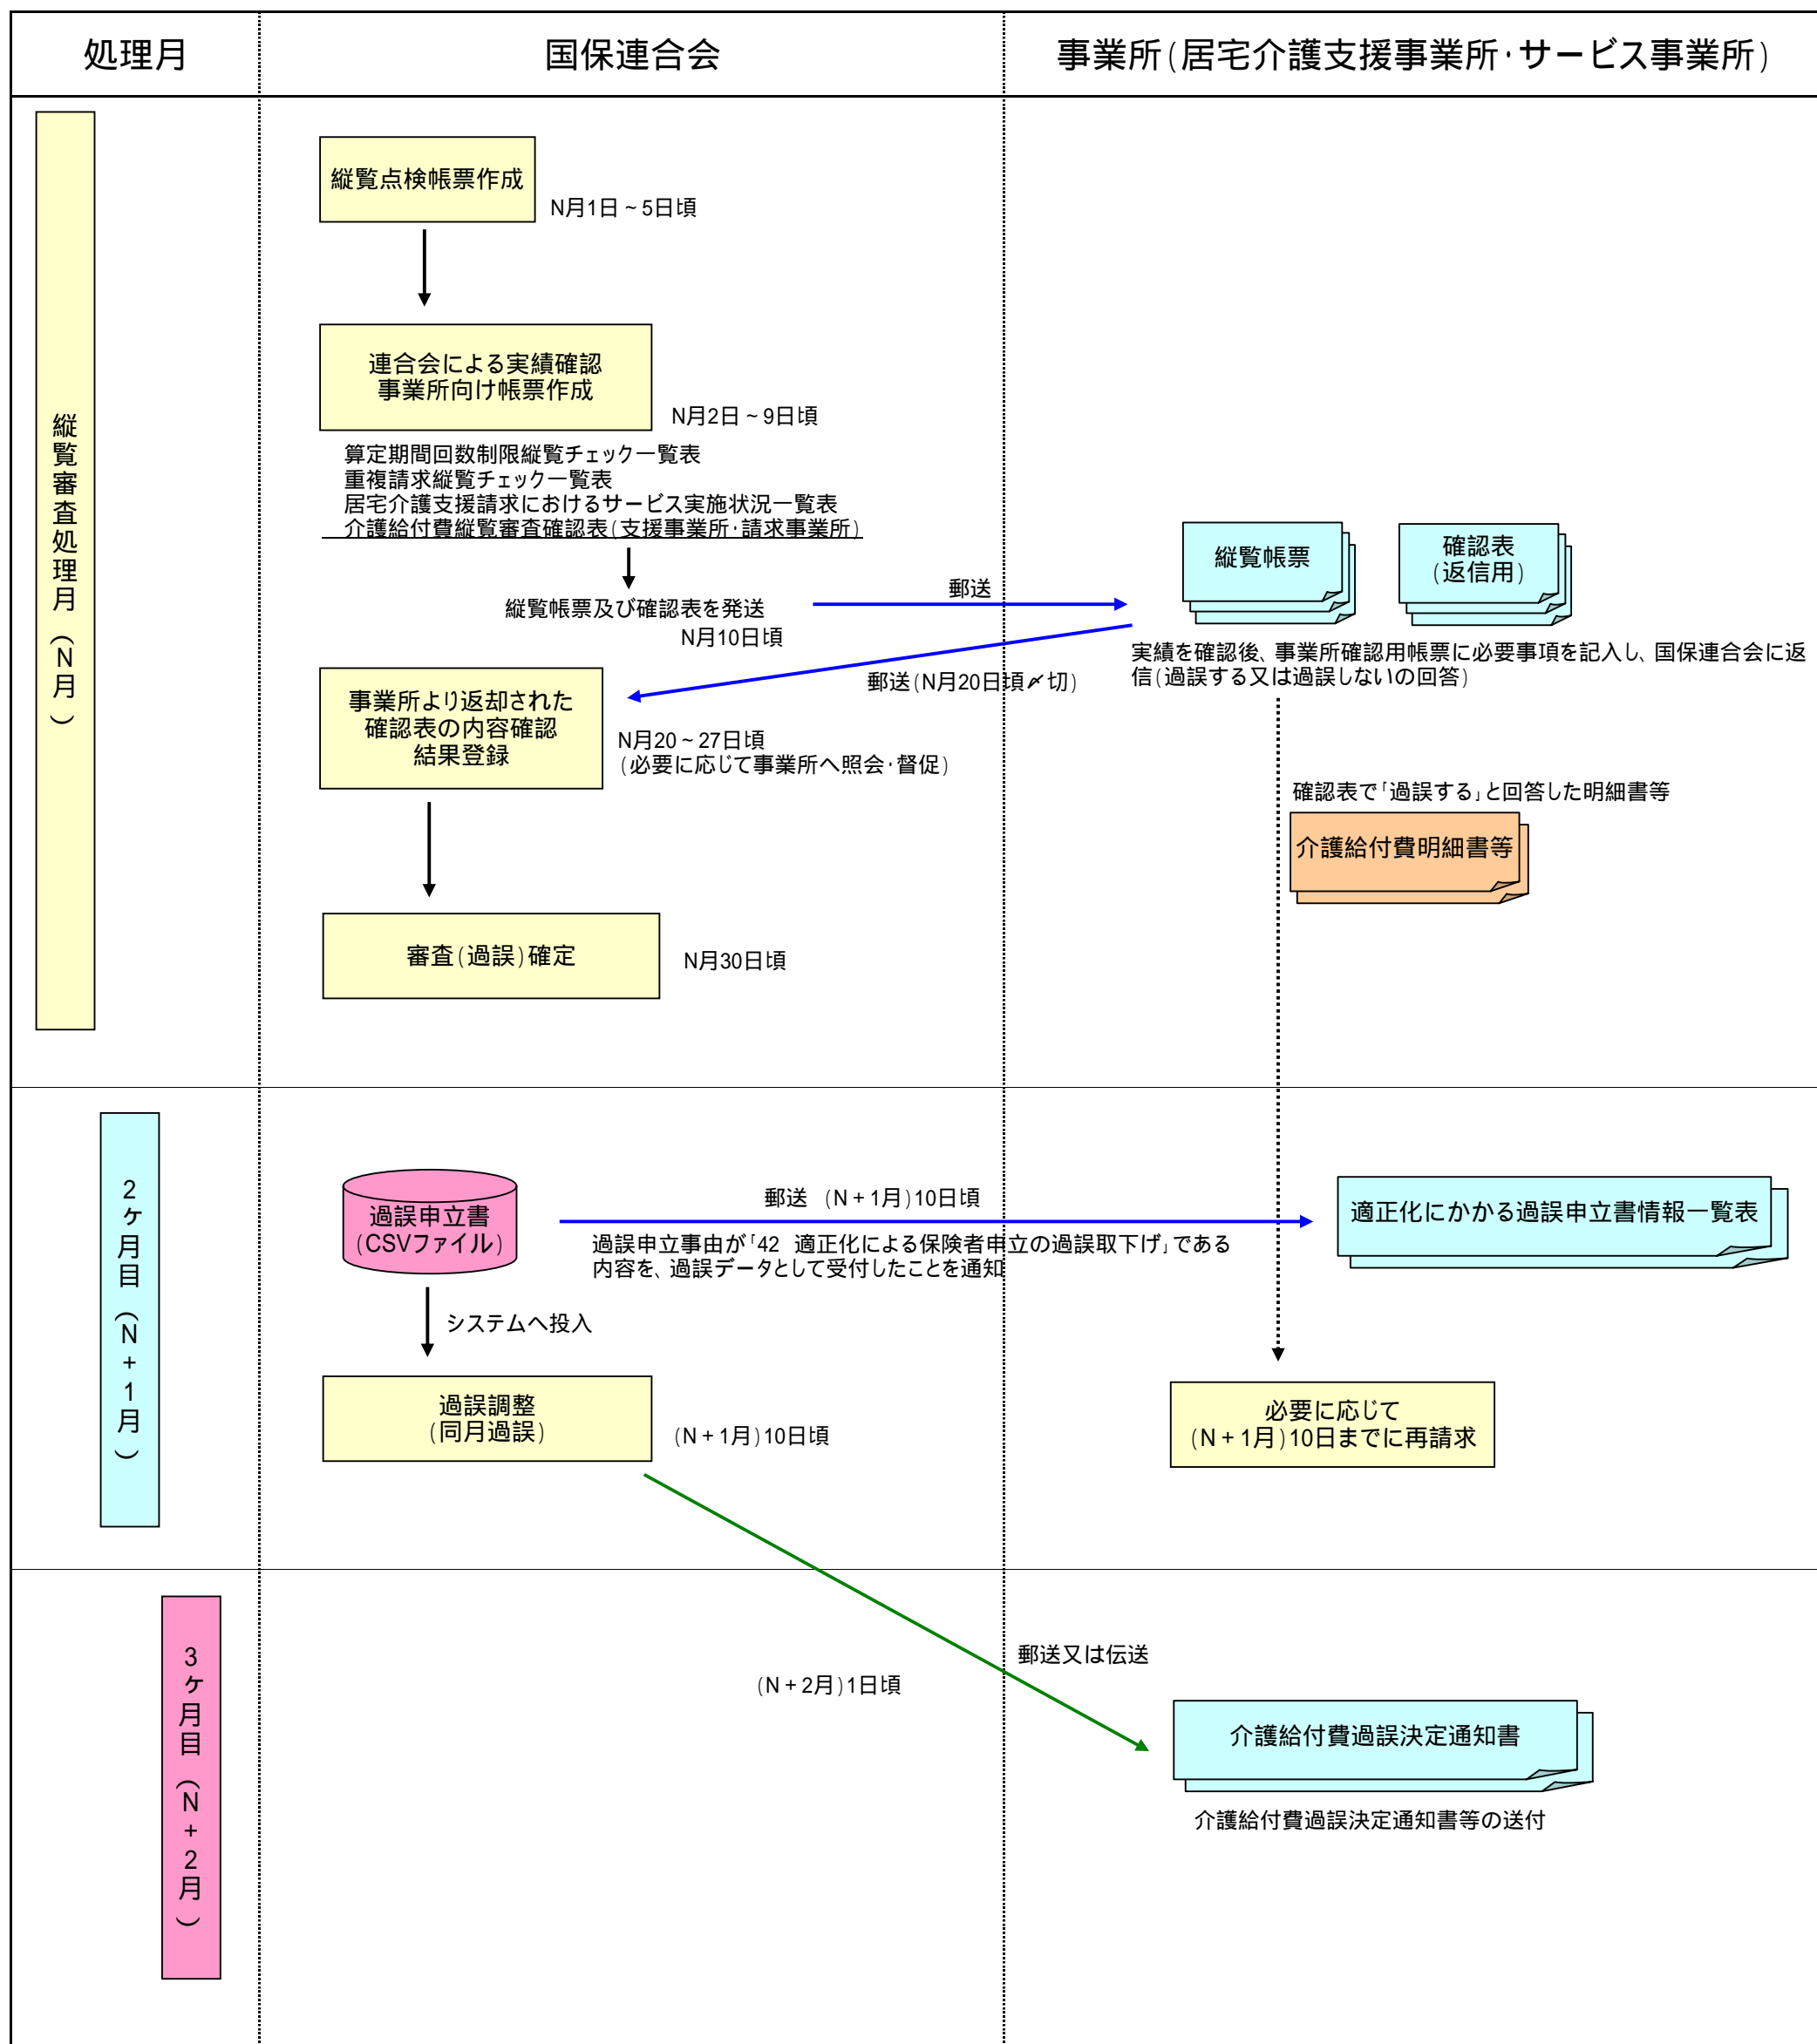 処理月
国保連合会
事業所(居宅介護支援事業所･サービス事業所)
縦覧審査処理月(N月)
縦覧点検帳票作成
N月1日～5日頃
連合会による実績確認
事業所向け帳票作成
N月2日～9日頃
算定期間回数制限縦覧チェック一覧表
重複請求縦覧チェック一覧表
居宅介護支援請求におけるサービス実施状況一覧表
介護給付費縦覧審査確認表(支援事業所･請求事業所)
縦覧帳票及び確認表を発送
N月10日頃
郵送
縦覧帳票
確認表
(返信用)
実績を確認後、事業所確認用帳票に必要事項を記入し、国保連合会に返
信(過誤する又は過誤しないの回答)
郵送(N月20日頃〆切)
事業所より返却された
確認表の内容確認
結果登録
N月20～27日頃
(必要に応じて事業所へ照会･督促)
確認表で｢過誤する｣と回答した明細書等
介護給付費明細書等
審査(過誤)確定
N月30日頃
2ヶ月目(N+1月)
過誤申立書
(CSVファイル)
郵送　(N+1月)10日頃
過誤申立事由が｢42　適正化による保険者申立の過誤取下げ｣である
内容を、過誤データとして受付したことを通知
適正化にかかる過誤申立書情報一覧表
システムへ投入
過誤調整
(同月過誤)
(N+1月)10日頃
必要に応じて
(N+1月)10日までに再請求
3ヶ月目(N+2月)
郵送又は伝送
(N+2月)1日頃
介護給付費過誤決定通知書
介護給付費過誤決定通知書等の送付